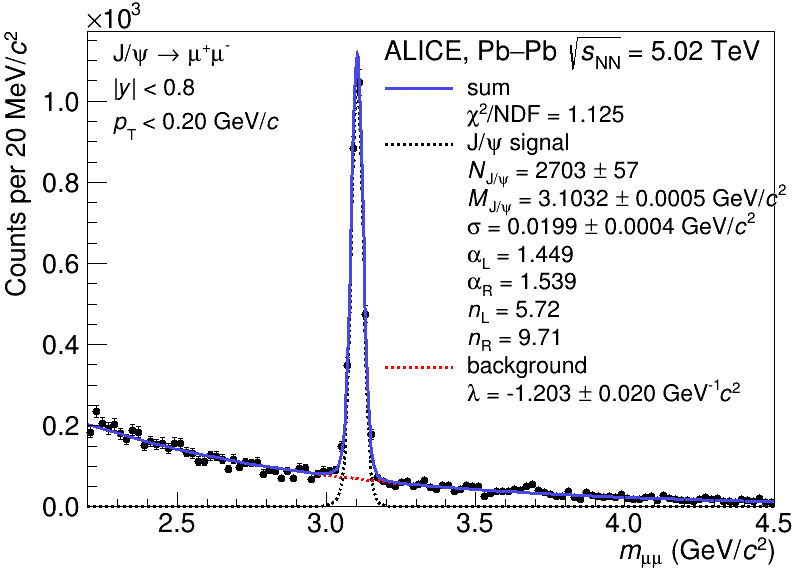 ×10³
J/ψ → μ⁺μ⁻
|y| < 0.8
p_T < 0.20 GeV/c
ALICE, Pb–Pb √s_NN = 5.02 TeV
sum
χ²/NDF = 1.125
J/ψ signal
N_J/ψ = 2703 ± 57
M_J/ψ = 3.1032 ± 0.0005 GeV/c²
σ = 0.0199 ± 0.0004 GeV/c²
α_L = 1.449
α_R = 1.539
n_L = 5.72
n_R = 9.71
background
λ = -1.203 ± 0.020 GeV⁻¹c²
Counts per 20 MeV/c²
1.0
0.8
0.6
0.4
0.2
0.0
2.5
3.0
3.5
4.0
4.5
m_μμ (GeV/c²)